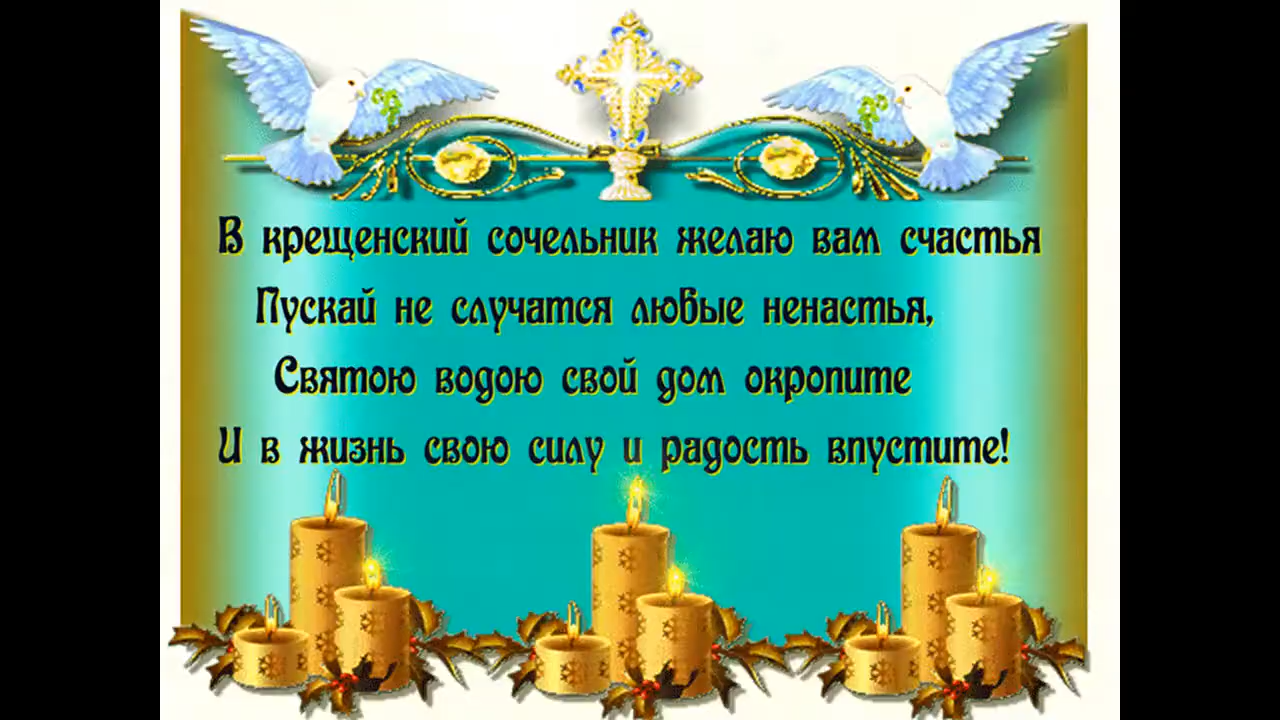 В крещенский сочельник желаю вам счастья
Пускай не случатся любые ненастья,
Святою водою свой дом окропите
И в жизнь свою силу и радость впустите!